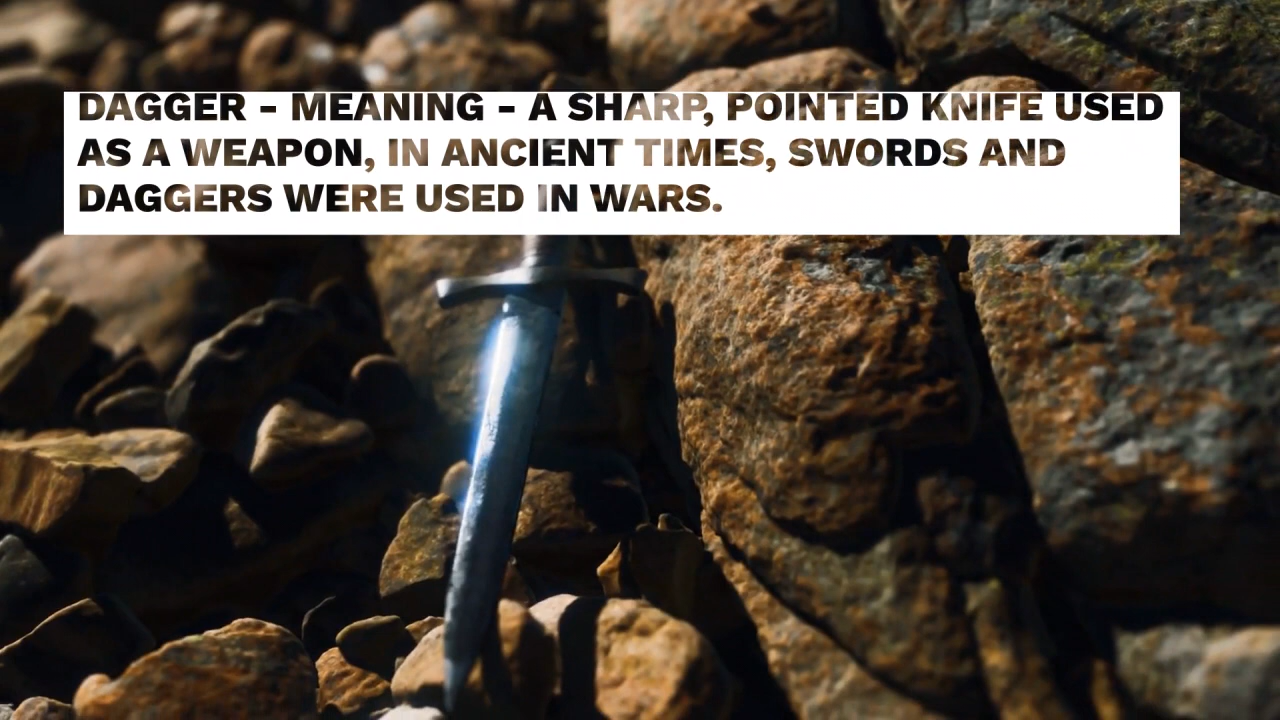 DAGGER - MEANING - A SHARP, POINTED KNIFE USED
AS A WEAPON, IN ANCIENT TIMES, SWORDS AND
DAGGERS WERE USED IN WARS.